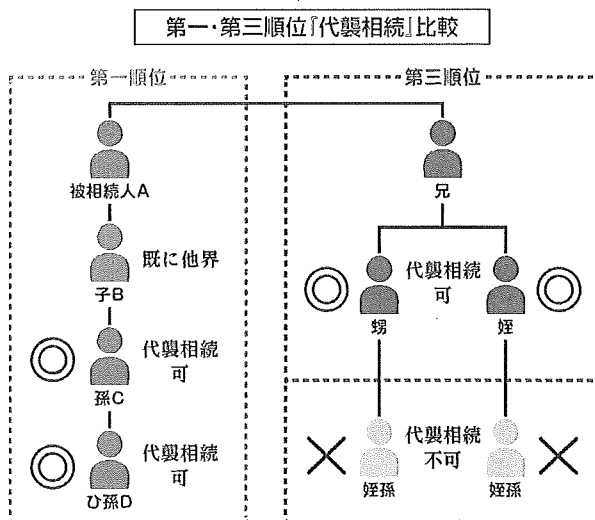 第一・第三順位『代襲相続』比較
第一順位
被相続人A
既に他界
子B
代襲相続
可
孫C
代襲相続
可
ひ孫D
第三順位
兄
代襲相続
可
甥
姪
代襲相続
不可
姪孫
姪孫